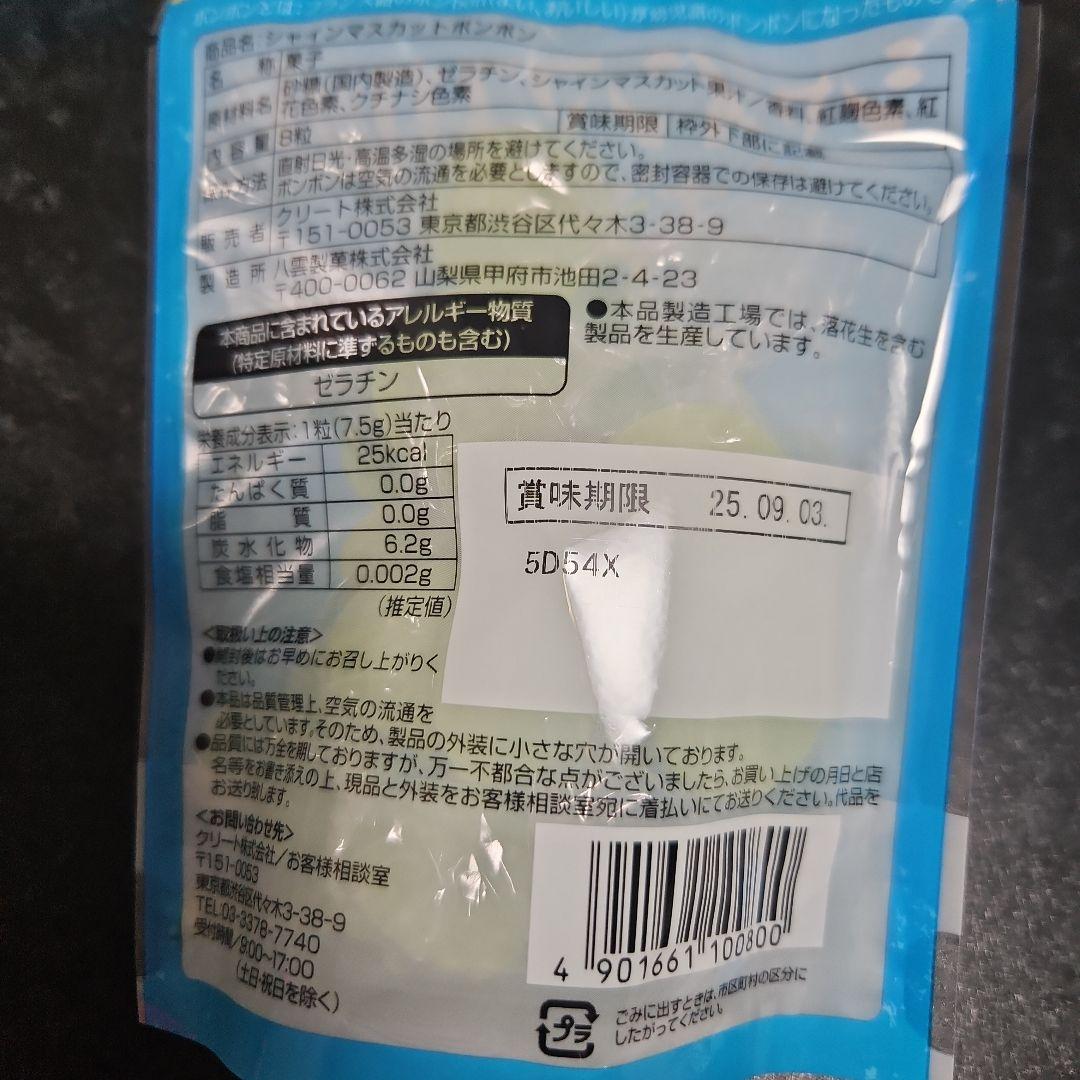 商品名:シャインマスカットボンボン
名称 菓子
原材料名 砂糖(国内製造)、ゼラチン、シャインマスカット果汁/香料、紅麹色素、紅
花色素、クチナシ色素
内容量 8粒 賞味期限 枠外下部に記載
保存方法 直射日光・高温多湿の場所を避けてください。
ボンボンは空気の流通を必要としますので、密封容器での保存は避けてください。
販売者 クリート株式会社
〒151-0053 東京都渋谷区代々木3-38-9
製造所 八雲製菓株式会社
〒400-0062 山梨県甲府市池田2-4-23
本商品に含まれているアレルギー物質
(特定原材料に準ずるものも含む)
ゼラチン
●本品製造工場では、落花生を含む
製品を生産しています。
栄養成分表示:1粒(7.5g)当たり
エネルギー 25kcal
たんぱく質 0.0g
脂質 0.0g
炭水化物 6.2g
食塩相当量 0.002g
(推定値)
賞味期限 25.09.03.
5D54X
<取扱い上の注意>
●開封後はお早めにお召し上がりく
ださい。
●本品は品質管理上、空気の流通を
必要としています。そのため、製品の外装に小さな穴が開いております。
●品質には万全を期しておりますが、万一不都合な点がございましたら、お買い上げの月日と店
名等をお書き添えの上、現品と外装をお客様相談室宛に着払いにてお送りください。代品を
お送り致します。
<お問い合わせ先>
クリート株式会社/お客様相談室
〒151-0053
東京都渋谷区代々木3-38-9
TEL:03-3378-7740
受付時間/9:00~17:00
(土日・祝日を除く)
4 901661 100800
プラ
ごみに出すときは、市区町村の区分に
したがってください。